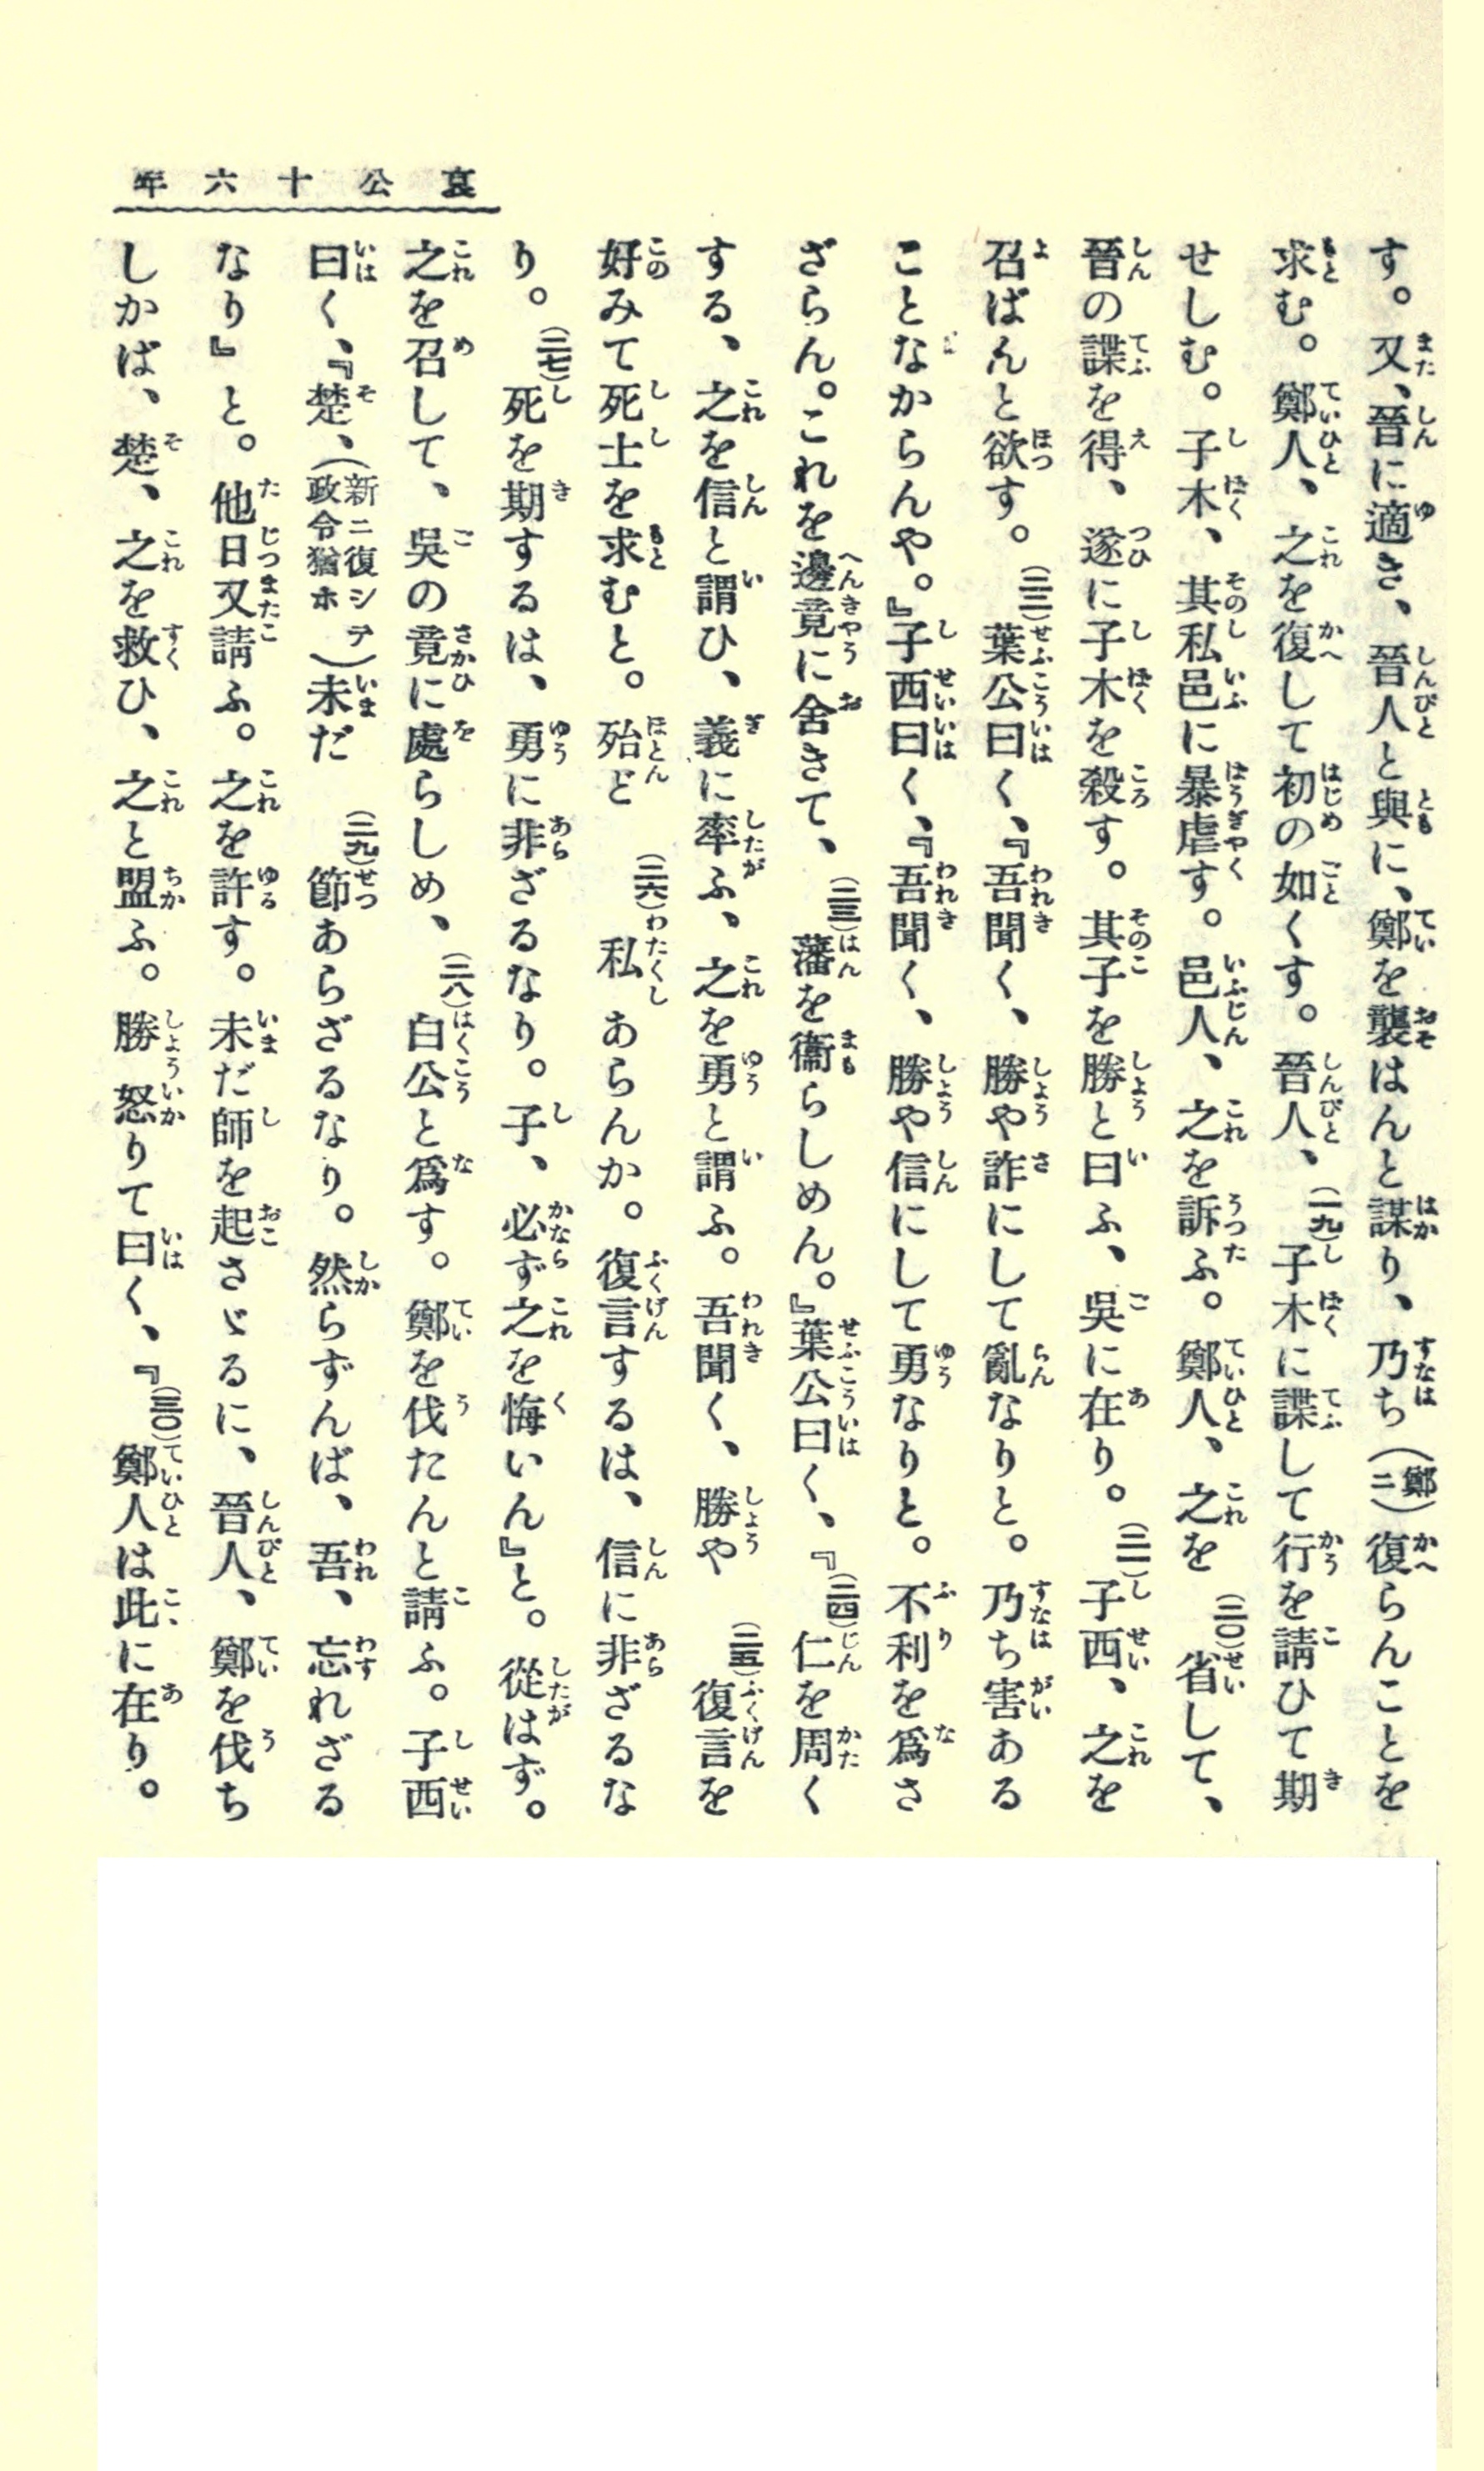 哀公十六年
す。又、晉に適き、晉人と與に、鄭を襲はんと謀り、乃ち(鄭ニ)復らんことを
求む。鄭人、之を復して初の如くす。晉人、(一九)子木に諜して行を請ひて期
せしむ。子木、其私邑に暴虐す。邑人、之を訴ふ。鄭人、之を(二〇)省して、
晉の諜を得、遂に子木を殺す。其子を勝と曰ふ、吳に在り。(二一)子西、之を
召ばんと欲す。(二二)葉公曰く、『吾聞く、勝や詐にして亂なりと。乃ち害ある
ことなからんや。』子西曰く、『吾聞く、勝や信にして勇なりと。不利を爲さ
ざらん。これを邊竟に舍きて、(二三)藩を衞らしめん。』葉公曰く、『(二四)仁を周く
する、之を信と謂ひ、義に率ふ、之を勇と謂ふ。吾聞く、勝や(二五)復言を
好みて死士を求むと。殆ど(二六)私あらんか。復言するは、信に非ざるな
り。(二七)死を期するは、勇に非ざるなり。子、必ず之を悔いん』と。從はず。
之を召して、吳の竟に處らしめ、(二八)白公と爲す。鄭を伐たんと請ふ。子西
曰く、『楚、(新ニ復シテ政令猶ホ)未だ(二九)節あらざるなり。然らずんば、吾、忘れざる
なり』と。他日又請ふ。之を許す。未だ師を起さゞるに、晉人、鄭を伐ち
しかば、楚、之を救ひ、之と盟ふ。勝怒りて曰く、『(三〇)鄭人は此に在り。